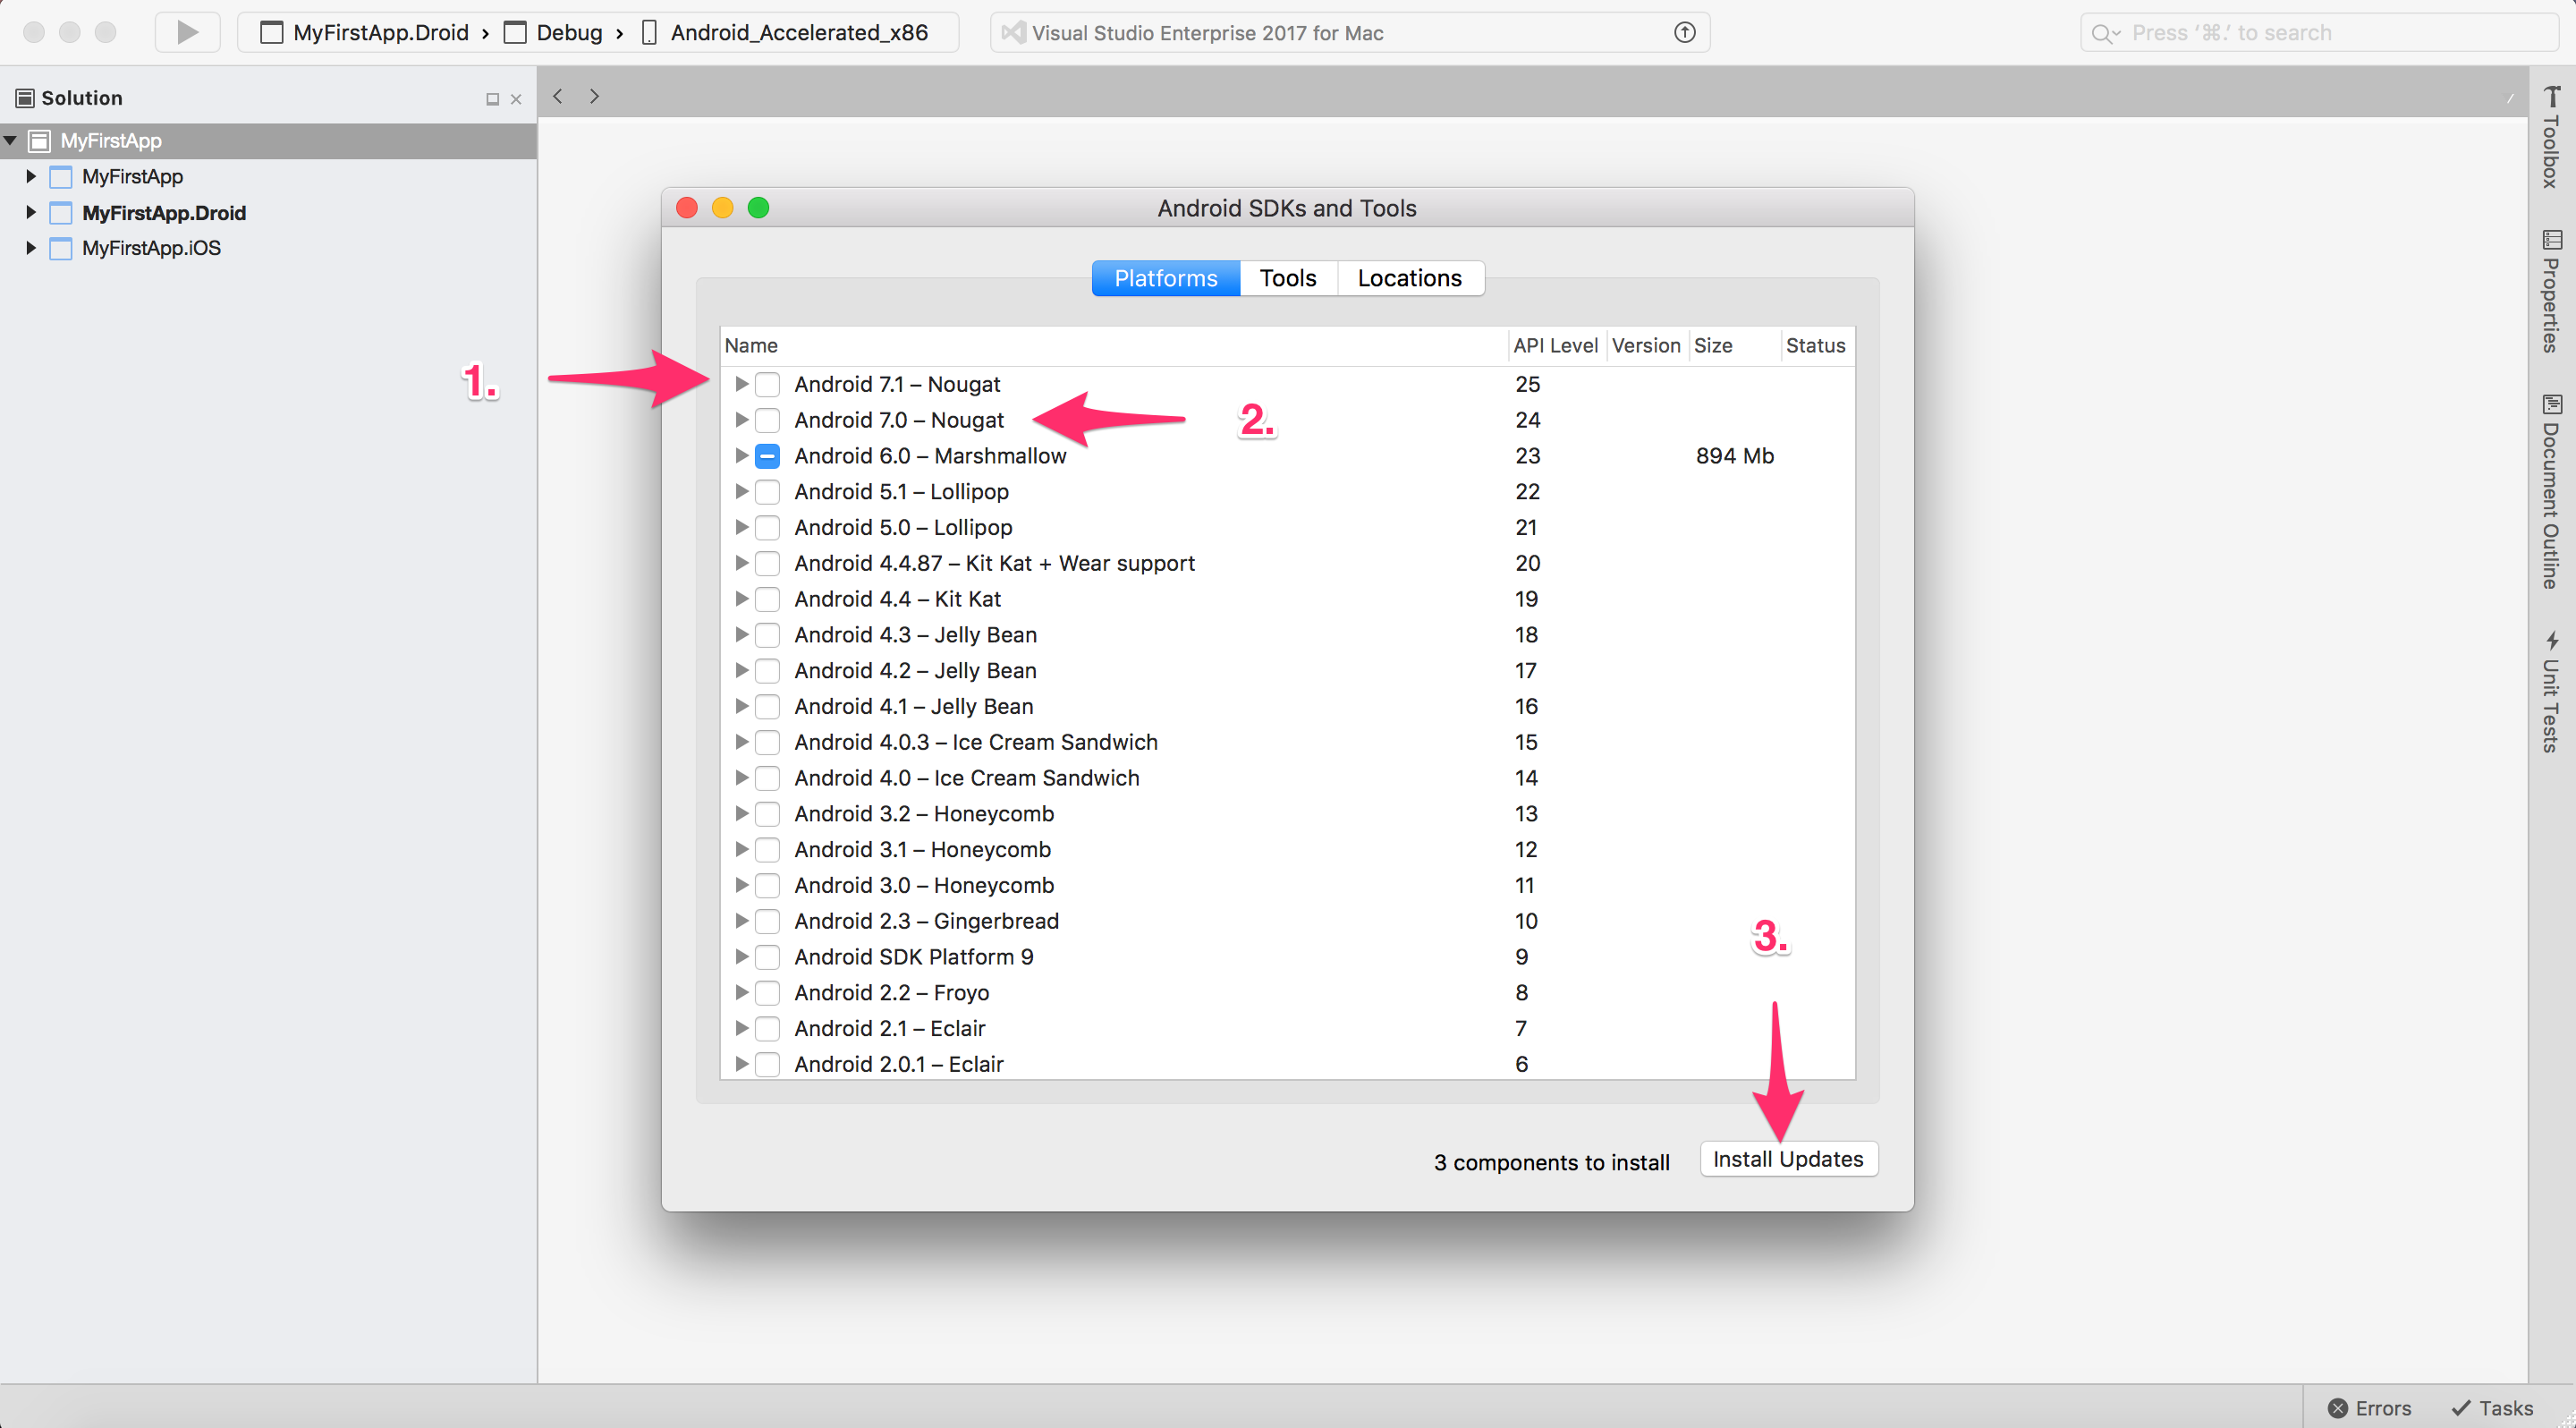 MyFirstApp.Droid › Debug › Android_Accelerated_x86
Visual Studio Enterprise 2017 for Mac
Press ‘⌘.’ to search
Solution
MyFirstApp
MyFirstApp
MyFirstApp.Droid
MyFirstApp.iOS
Android SDKs and Tools
Platforms Tools Locations
Name API Level Version Size Status
1.
Android 7.1 – Nougat 25
Android 7.0 – Nougat 24
2.
Android 6.0 – Marshmallow 23 894 Mb
Android 5.1 – Lollipop 22
Android 5.0 – Lollipop 21
Android 4.4.87 – Kit Kat + Wear support 20
Android 4.4 – Kit Kat 19
Android 4.3 – Jelly Bean 18
Android 4.2 – Jelly Bean 17
Android 4.1 – Jelly Bean 16
Android 4.0.3 – Ice Cream Sandwich 15
Android 4.0 – Ice Cream Sandwich 14
Android 3.2 – Honeycomb 13
Android 3.1 – Honeycomb 12
Android 3.0 – Honeycomb 11
Android 2.3 – Gingerbread 10
3.
Android SDK Platform 9 9
Android 2.2 – Froyo 8
Android 2.1 – Eclair 7
Android 2.0.1 – Eclair 6
3 components to install
Install Updates
Toolbox
Properties
Document Outline
Unit Tests
Errors
Tasks